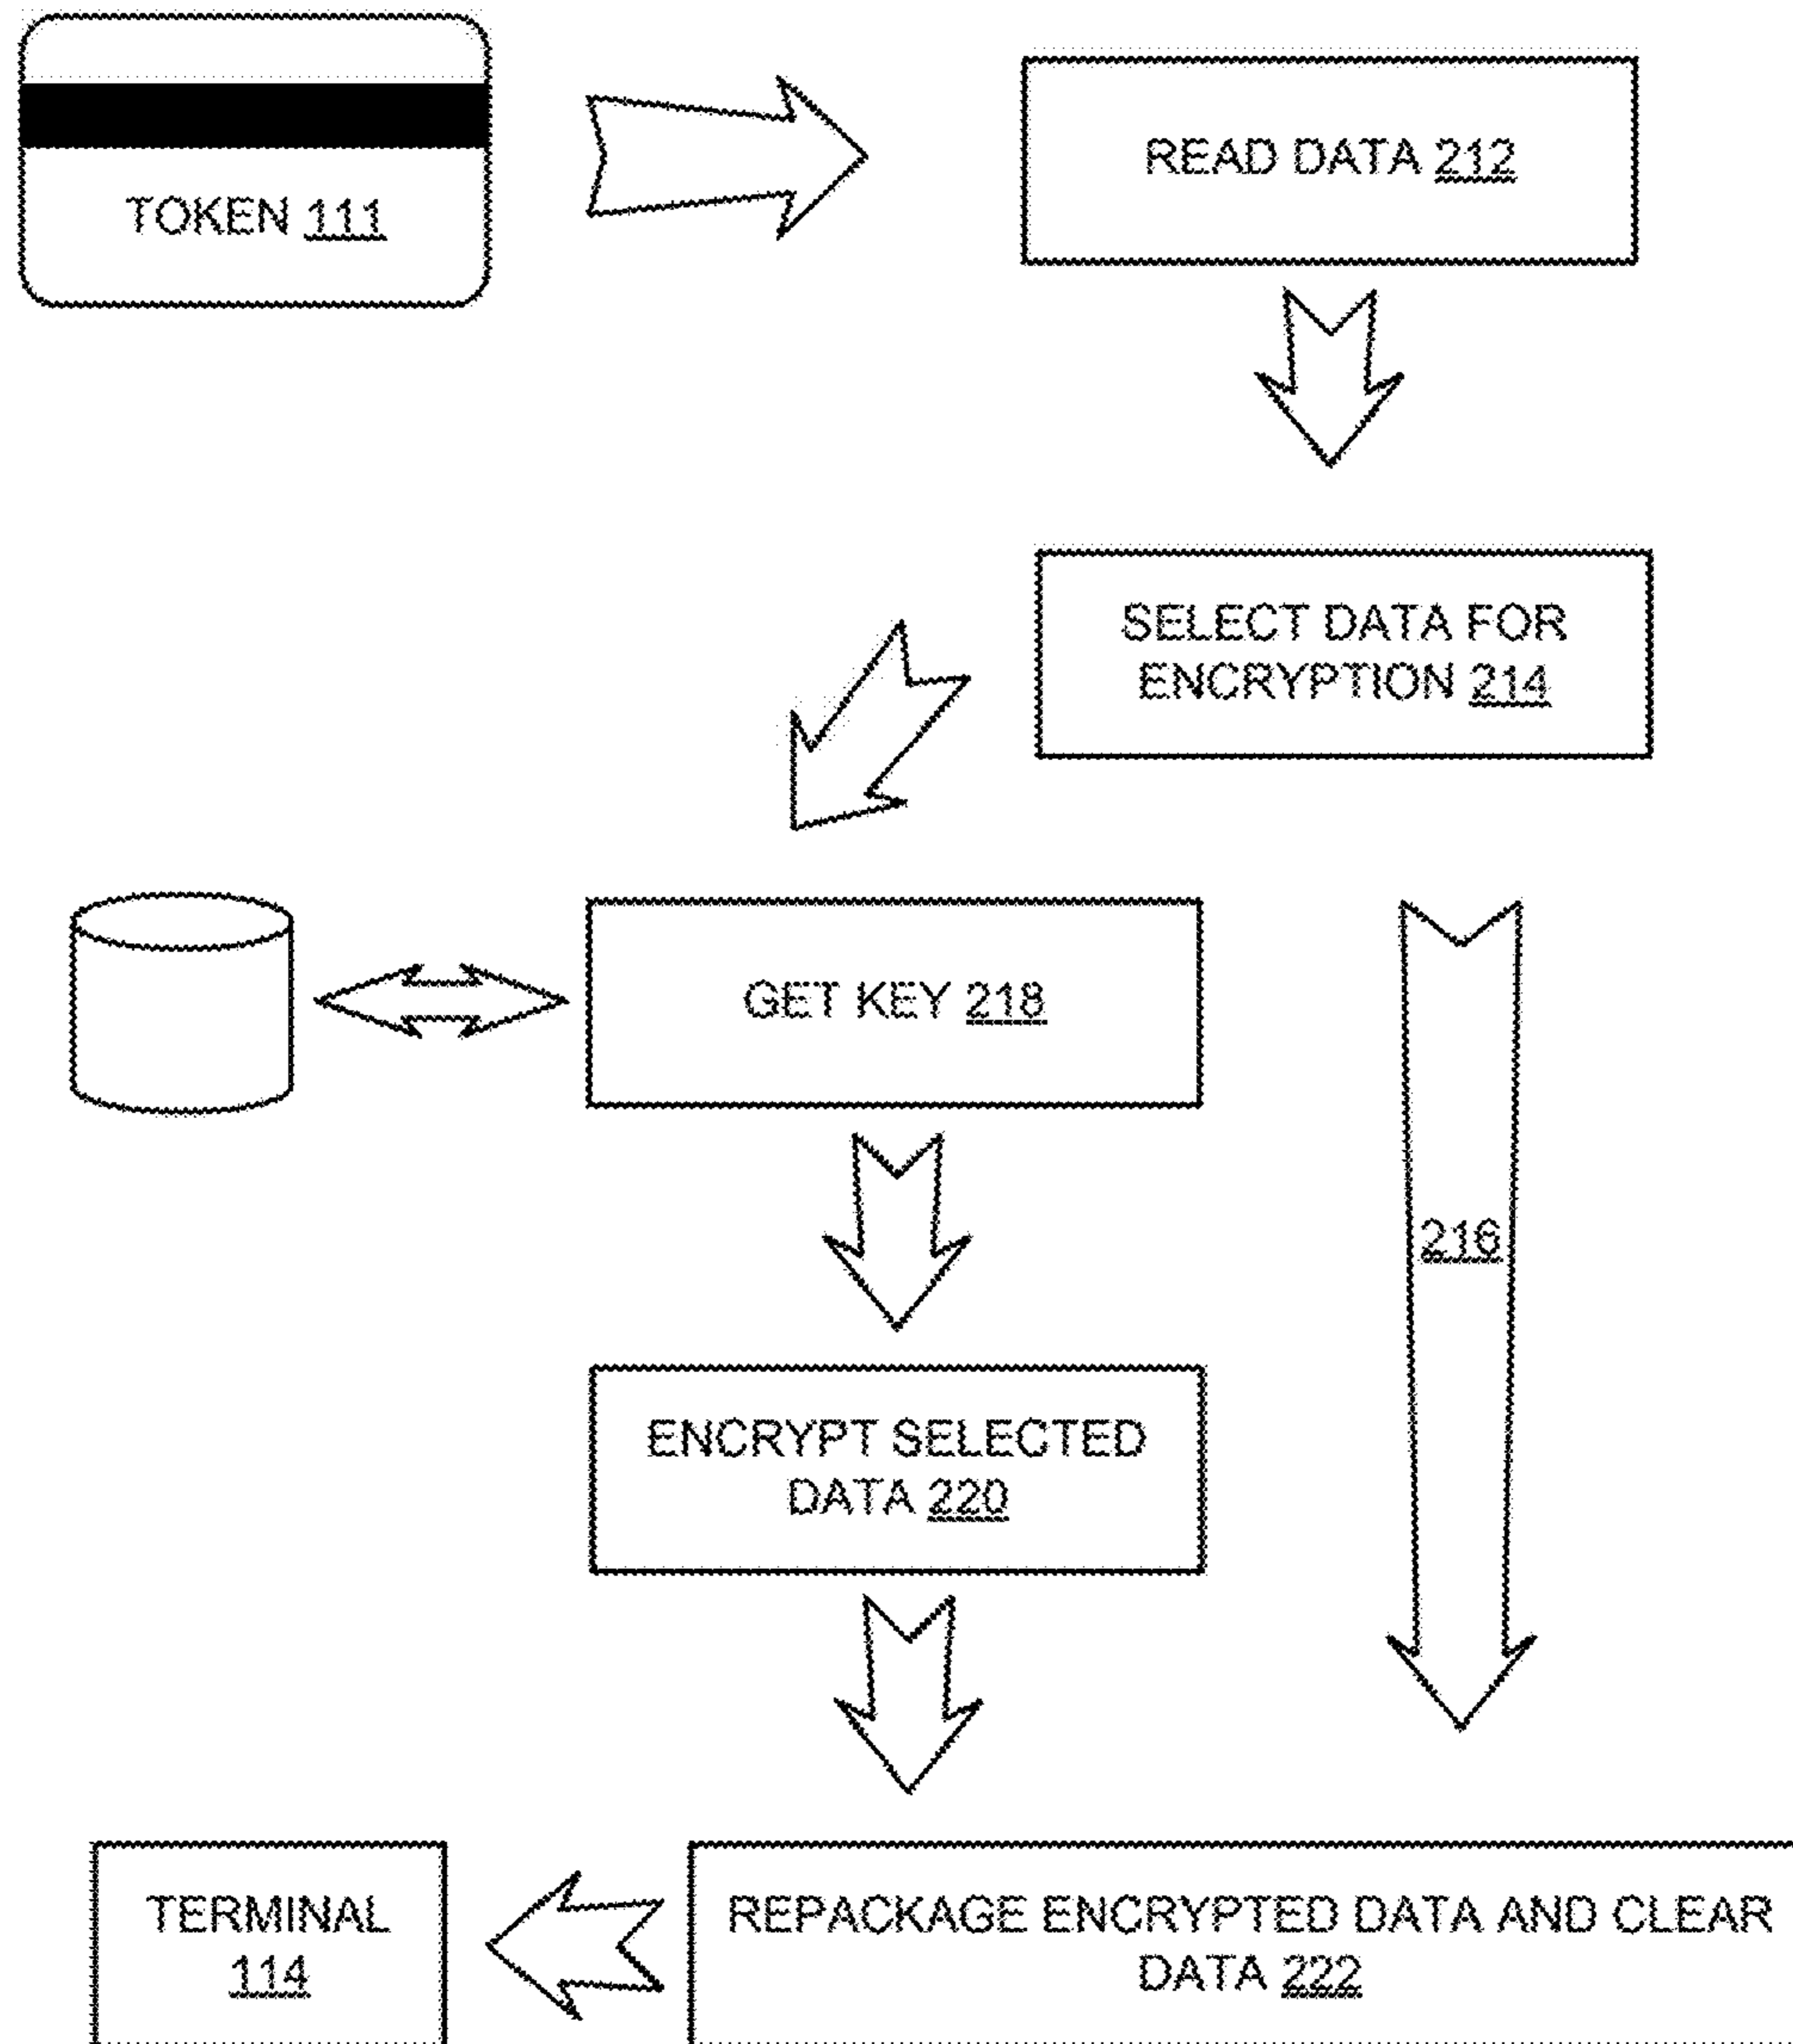 TOKEN 111
READ DATA 212
SELECT DATA FOR
ENCRYPTION 214
GET KEY 218
216
ENCRYPT SELECTED
DATA 220
REPACKAGE ENCRYPTED DATA AND CLEAR
DATA 222
TERMINAL
114